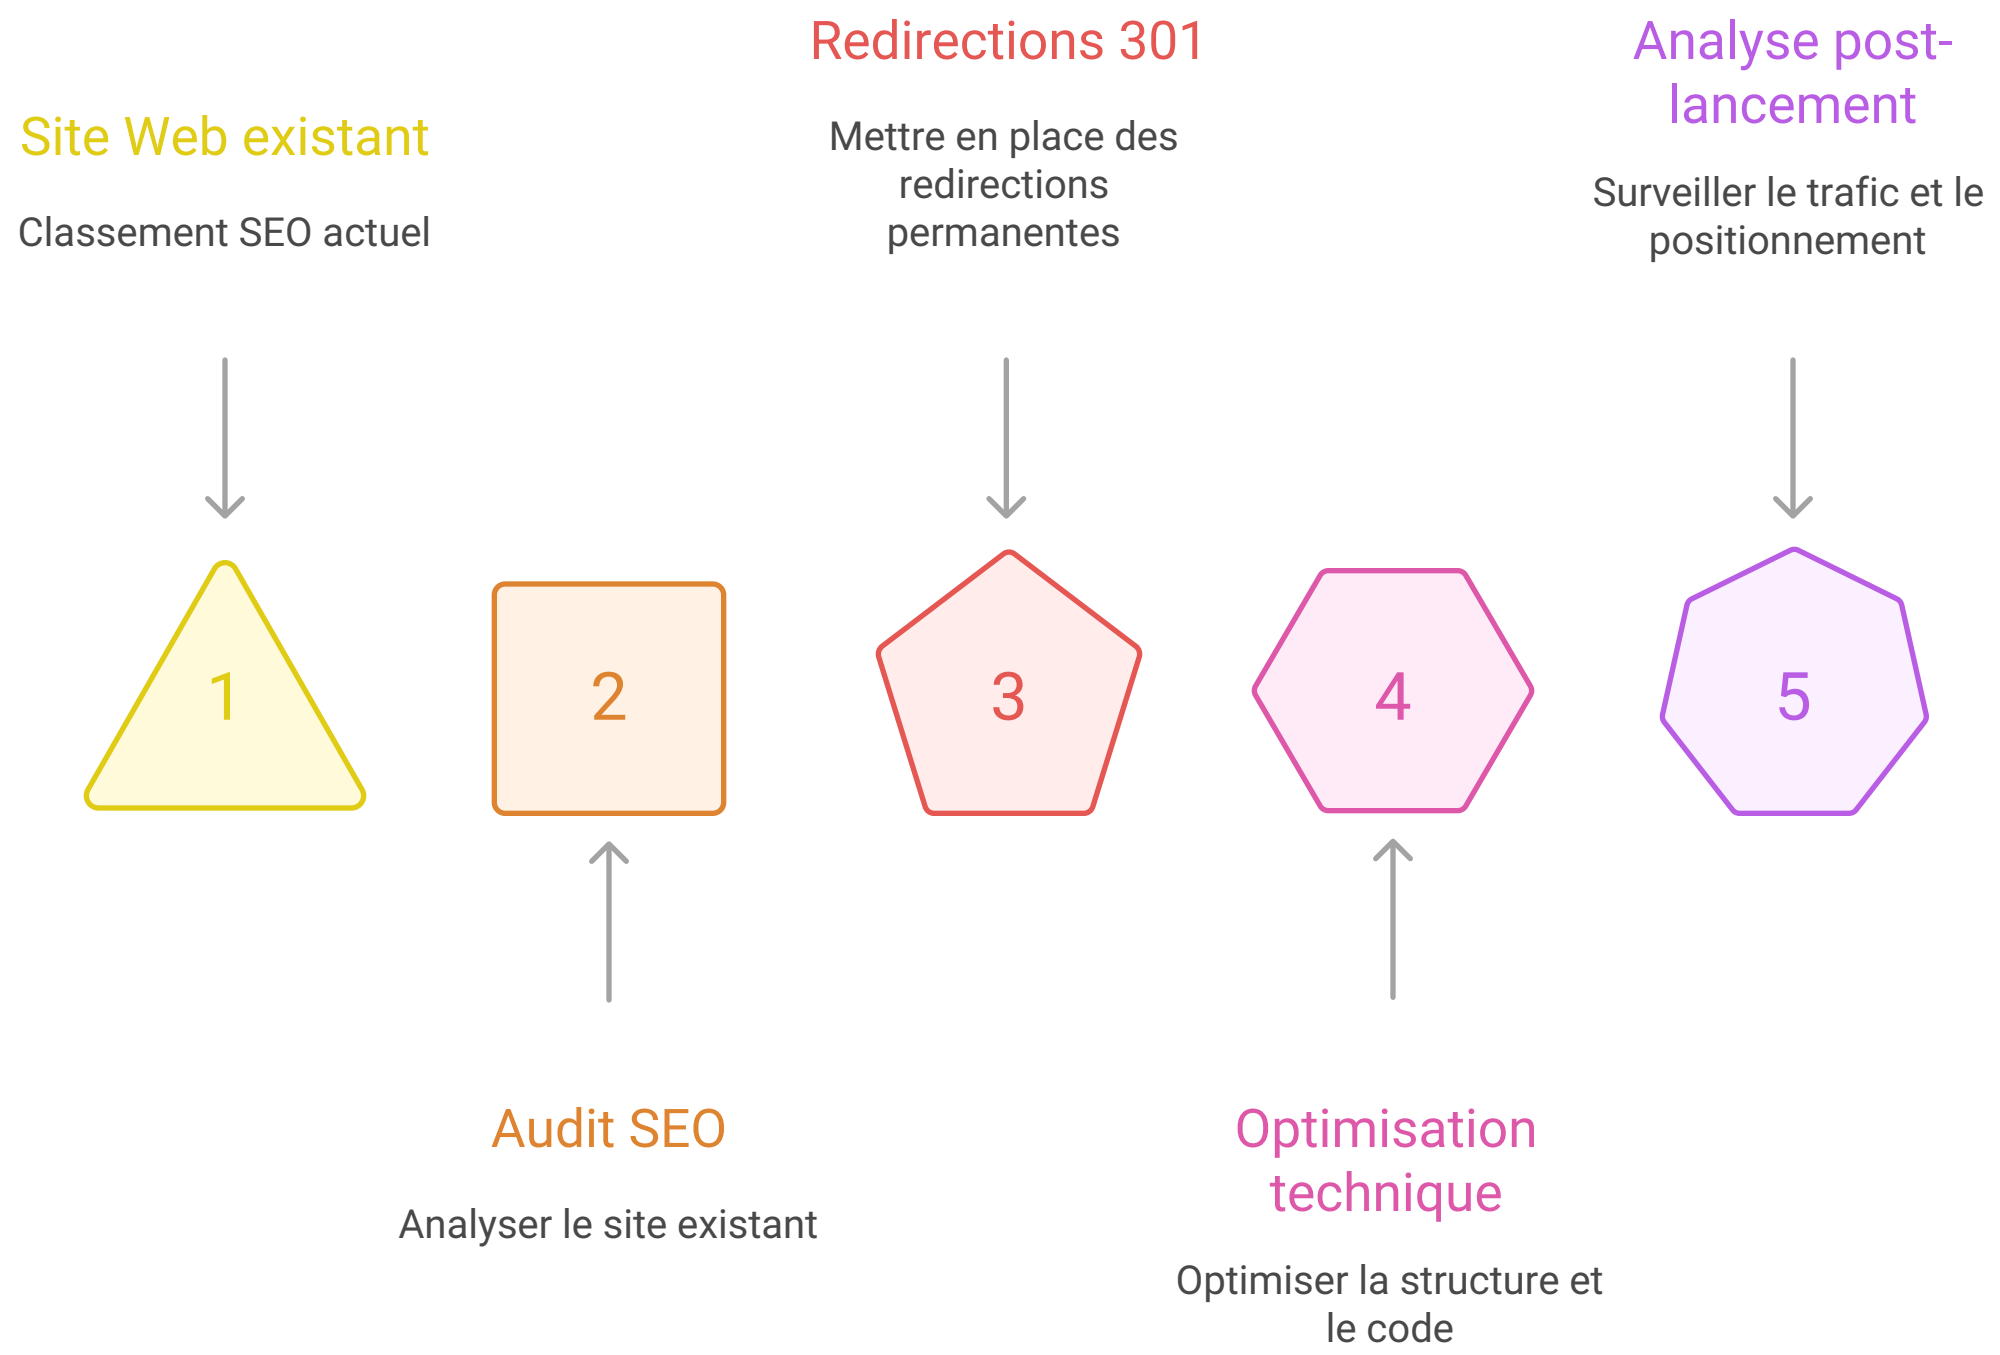 Site Web existant
Classement SEO actuel
1
Audit SEO
Analyser le site existant
2
Redirections 301
Mettre en place des
redirections
permanentes
3
Optimisation
technique
Optimiser la structure et
le code
4
Analyse post-
lancement
Surveiller le trafic et le
positionnement
5